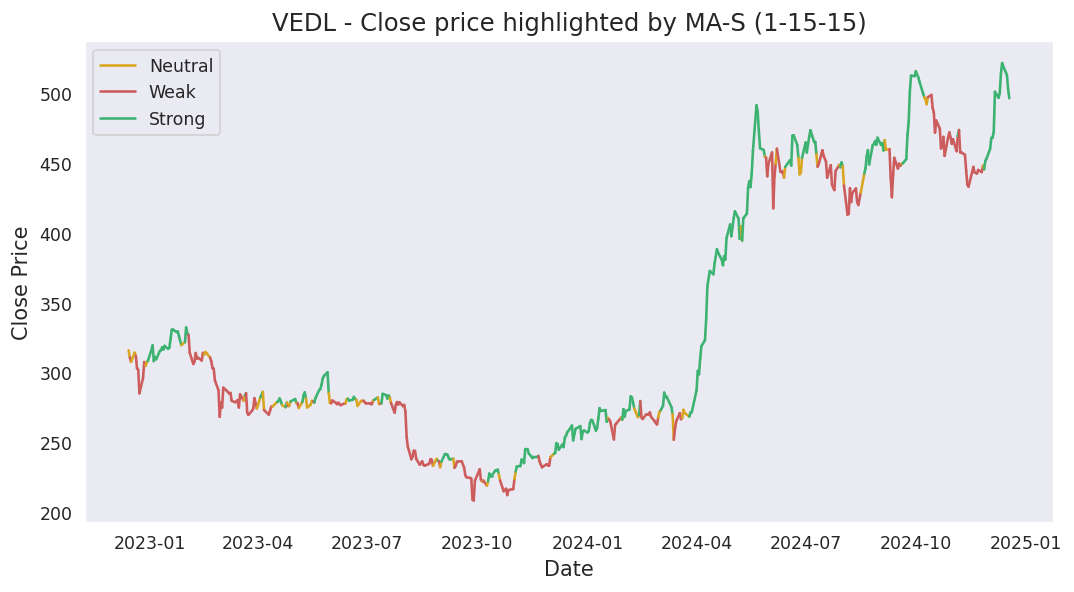 VEDL - Close price highlighted by MA-S (1-15-15)
Neutral
Weak
Strong
Close Price
500
450
400
350
300
250
200
2023-01 2023-04 2023-07 2023-10 2024-01 2024-04 2024-07 2024-10 2025-01
Date